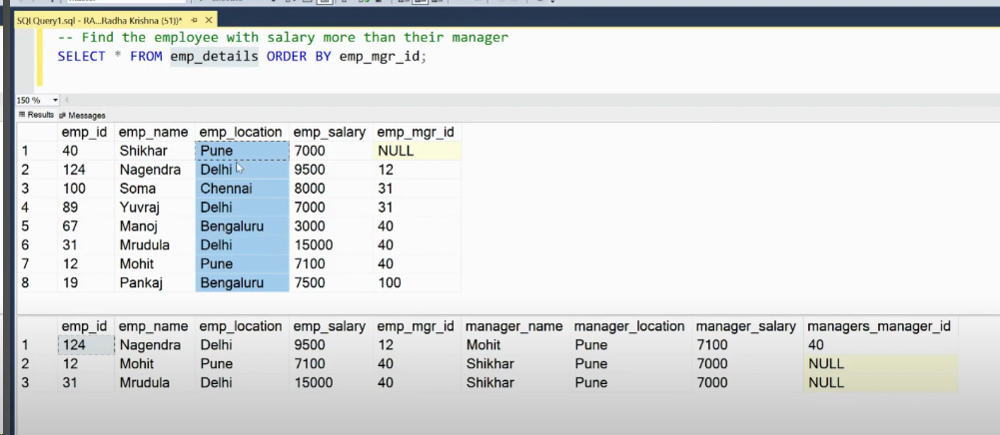 SQLQuery1.sql - RA...Radha Krishna (51))*
-- Find the employee with salary more than their manager
SELECT * FROM emp_details ORDER BY emp_mgr_id;
150 %
Results Messages
emp_id emp_name emp_location emp_salary emp_mgr_id
1 40 Shikhar Pune 7000 NULL
2 124 Nagendra Delhi 9500 12
3 100 Soma Chennai 8000 31
4 89 Yuvraj Delhi 7000 31
5 67 Manoj Bengaluru 3000 40
6 31 Mrudula Delhi 15000 40
7 12 Mohit Pune 7100 40
8 19 Pankaj Bengaluru 7500 100
emp_id emp_name emp_location emp_salary emp_mgr_id manager_name manager_location manager_salary managers_manager_id
1 124 Nagendra Delhi 9500 12 Mohit Pune 7100 40
2 12 Mohit Pune 7100 40 Shikhar Pune 7000 NULL
3 31 Mrudula Delhi 15000 40 Shikhar Pune 7000 NULL